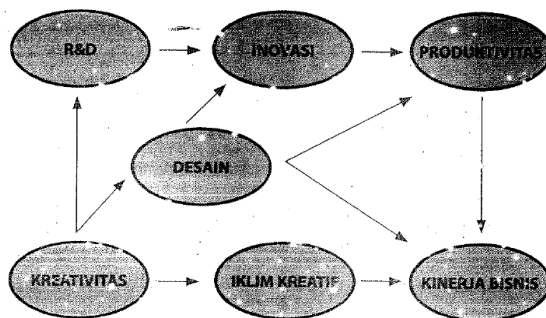 R&D
INOVASI
PRODUKTIVITAS
DESAIN
KREATIVITAS
IKLIM KREATIF
KINERJA BISNIS